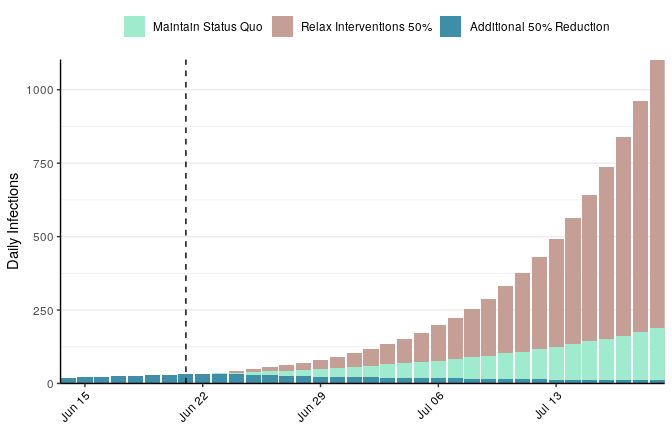 Maintain Status Quo Relax Interventions 50% Additional 50% Reduction
1000
750
500
250
0
Daily Infections
Jun 15 Jun 22 Jun 29 Jul 06 Jul 13